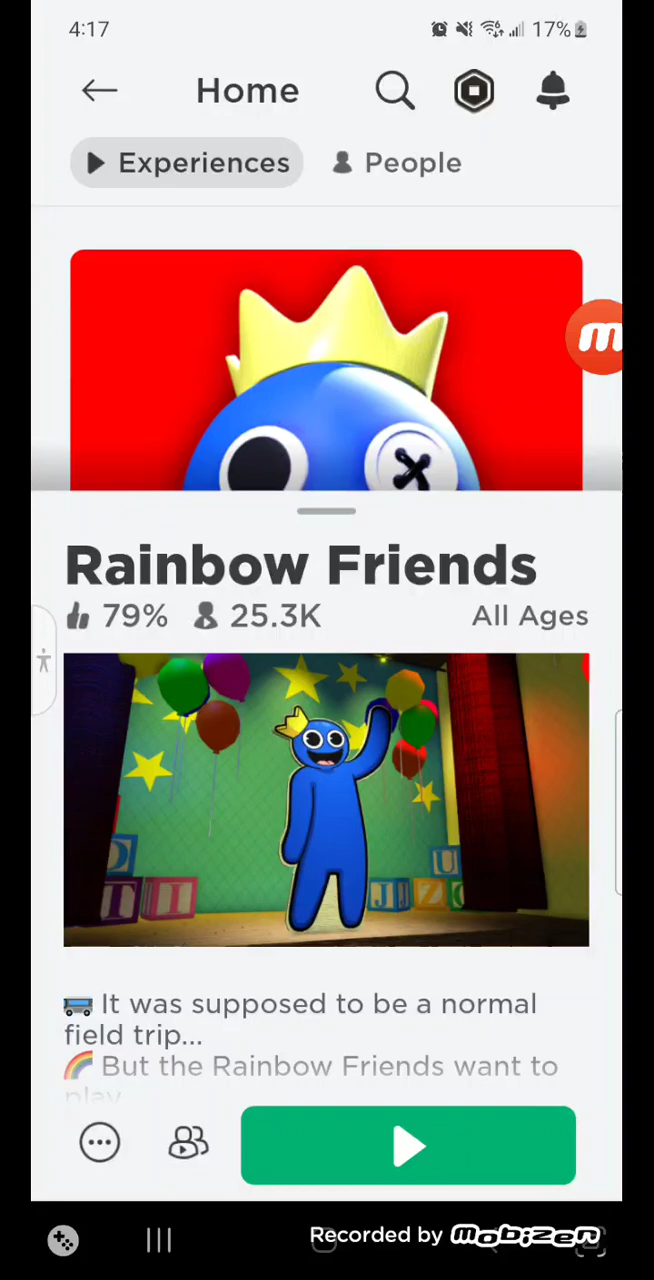 4:17
17%
Home
Experiences
People
m
Rainbow Friends
79%
25.3K
All Ages
It was supposed to be a normal
field trip...
But the Rainbow Friends want to
play
Recorded by mobizen